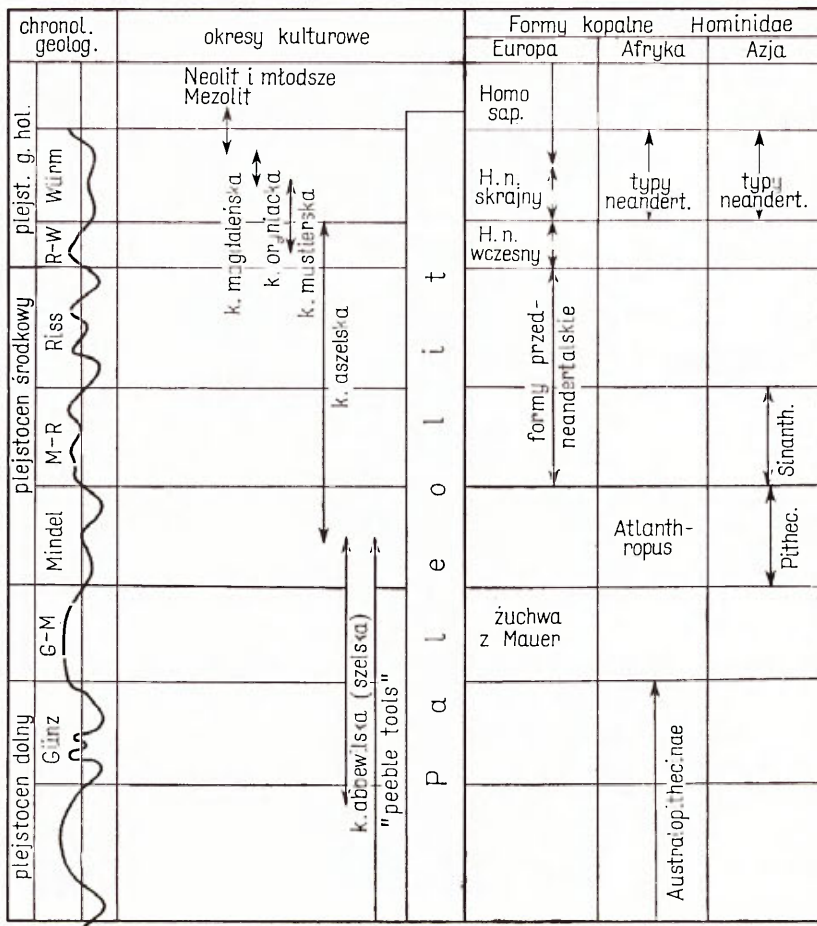 chronol.
geolog.
okresy kulturowe
Formy kopalne Hominidae
Europa
Afryka
Azja
plejst. g. hol.
plejstocen środkowy
plejstocen dolny
Würm
R-W
Riss
M-R
Mindel
G-M
Günz
Neolit i młodsze
Mezolit
k. magdaleńska
k. oryniacka
k. mustierska
k. aszelska
k. abbewilska (szelska)
"peeble tools"
Paleolit
Homo
sap.
H.n.
skrajny
H.n.
wczesny
formy przed-
neandertalskie
żuchwa
z Mauer
typy
neandert.
Atlanth-
ropus
Australopithecinae
typy
neandert.
Sinanth.
Pithec.